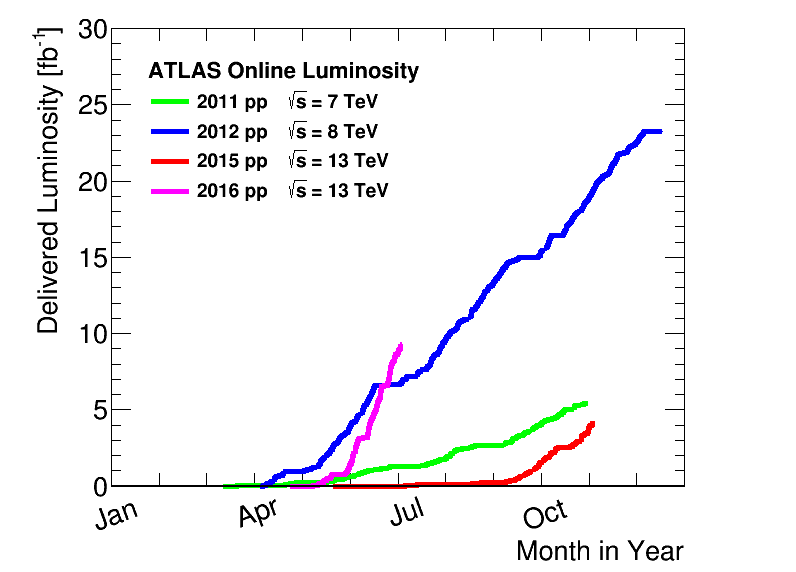 Delivered Luminosity [fb⁻¹]
30
25
20
15
10
5
0
ATLAS Online Luminosity
2011 pp √s = 7 TeV
2012 pp √s = 8 TeV
2015 pp √s = 13 TeV
2016 pp √s = 13 TeV
Jan Apr Jul Oct
Month in Year